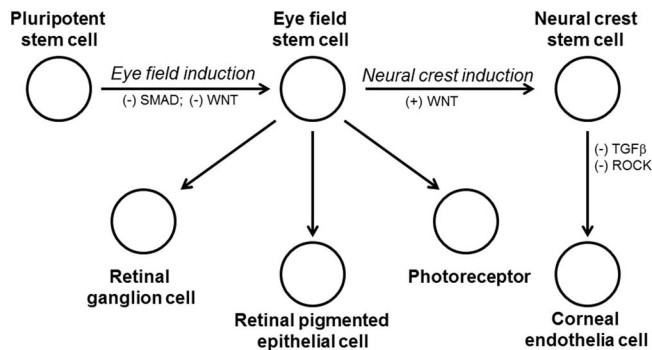 Pluripotent
stem cell
Eye field
stem cell
Neural crest
stem cell
Eye field induction
(-) SMAD; (-) WNT
Neural crest induction
(+) WNT
(-) TGFβ
(-) ROCK
Retinal
ganglion cell
Retinal pigmented
epithelial cell
Photoreceptor
Corneal
endothelia cell